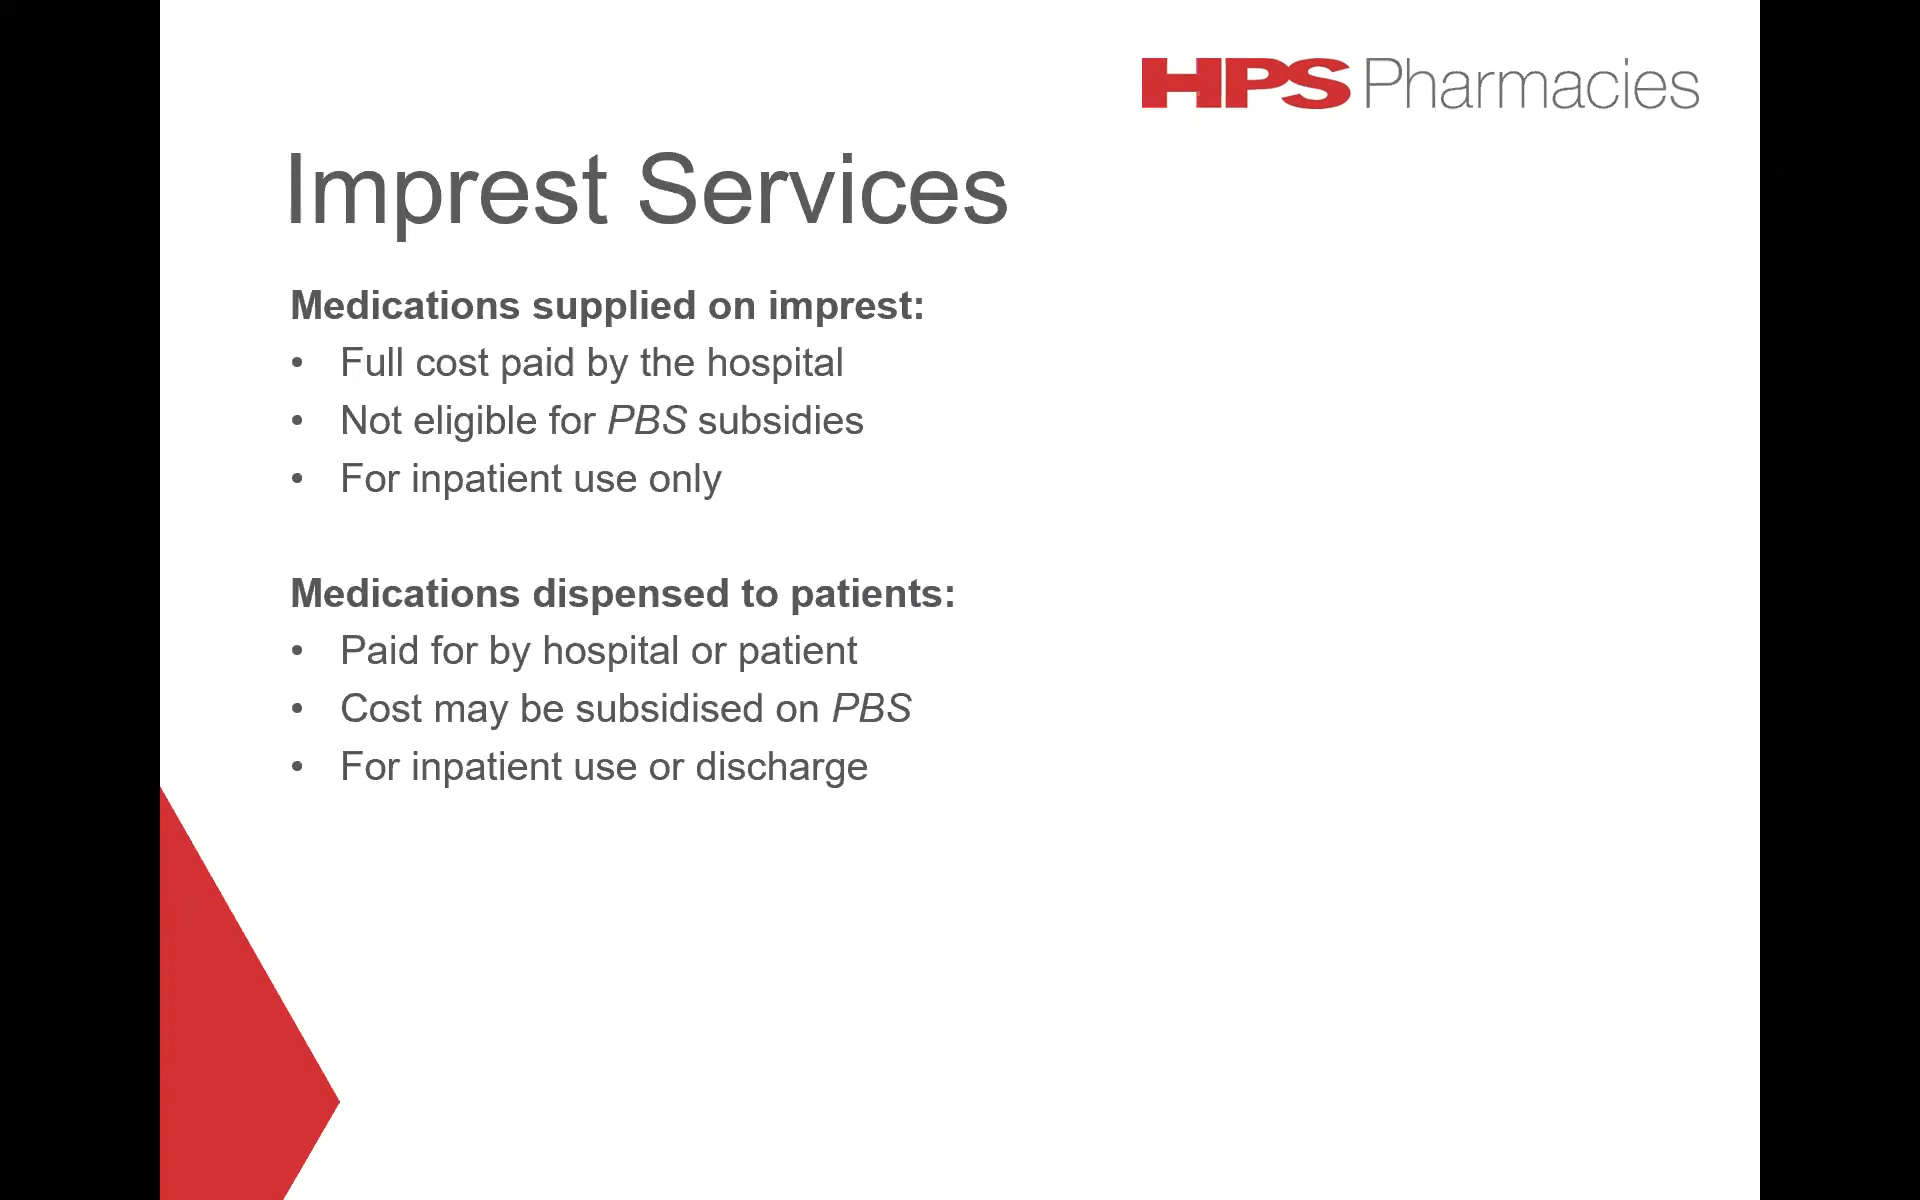 HPS Pharmacies
Imprest Services
Medications supplied on imprest:
• Full cost paid by the hospital
• Not eligible for PBS subsidies
• For inpatient use only
Medications dispensed to patients:
• Paid for by hospital or patient
• Cost may be subsidised on PBS
• For inpatient use or discharge